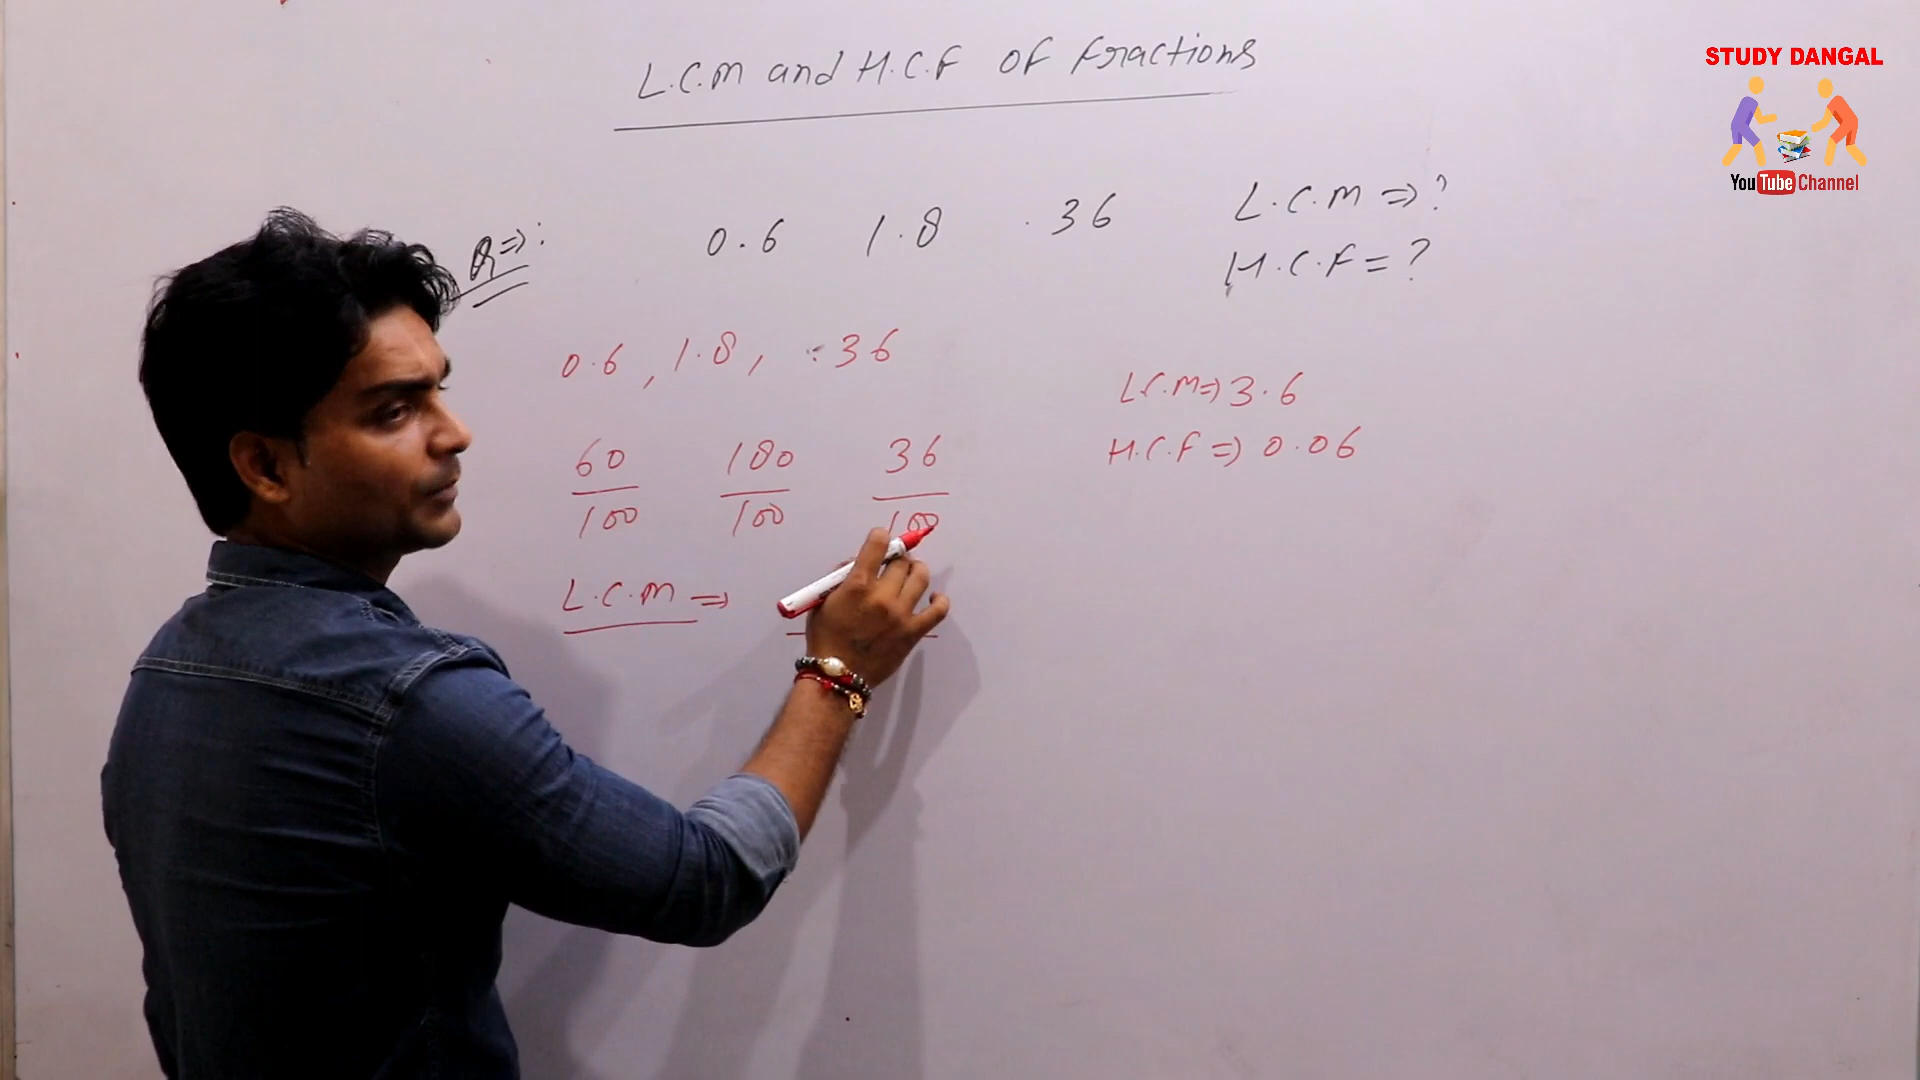 L.C.M and H.C.F of fractions
STUDY DANGAL
YouTube Channel
Q=>: 0.6 1.8 .36 L.C.M =>?
H.C.F = ?
0.6, 1.8, .36
L.C.M=> 3.6
H.C.F => 0.06
60 180 36
100 100 100
L.C.M =>